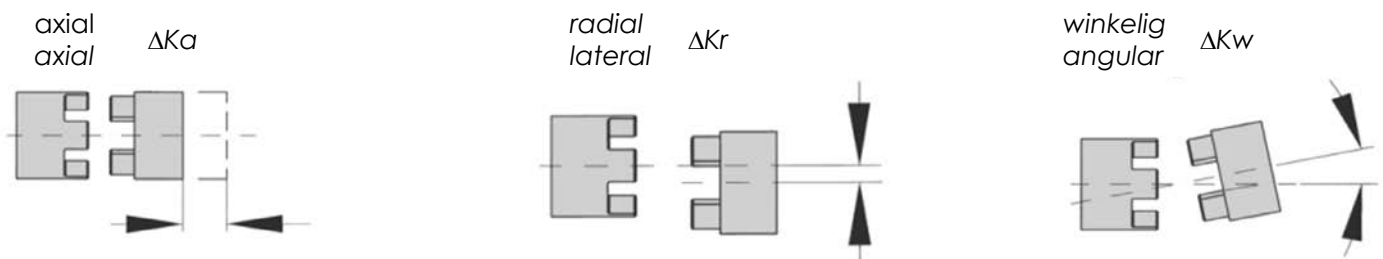 axial
axial
ΔKa
radial
lateral
ΔKr
winkelig
angular
ΔKw